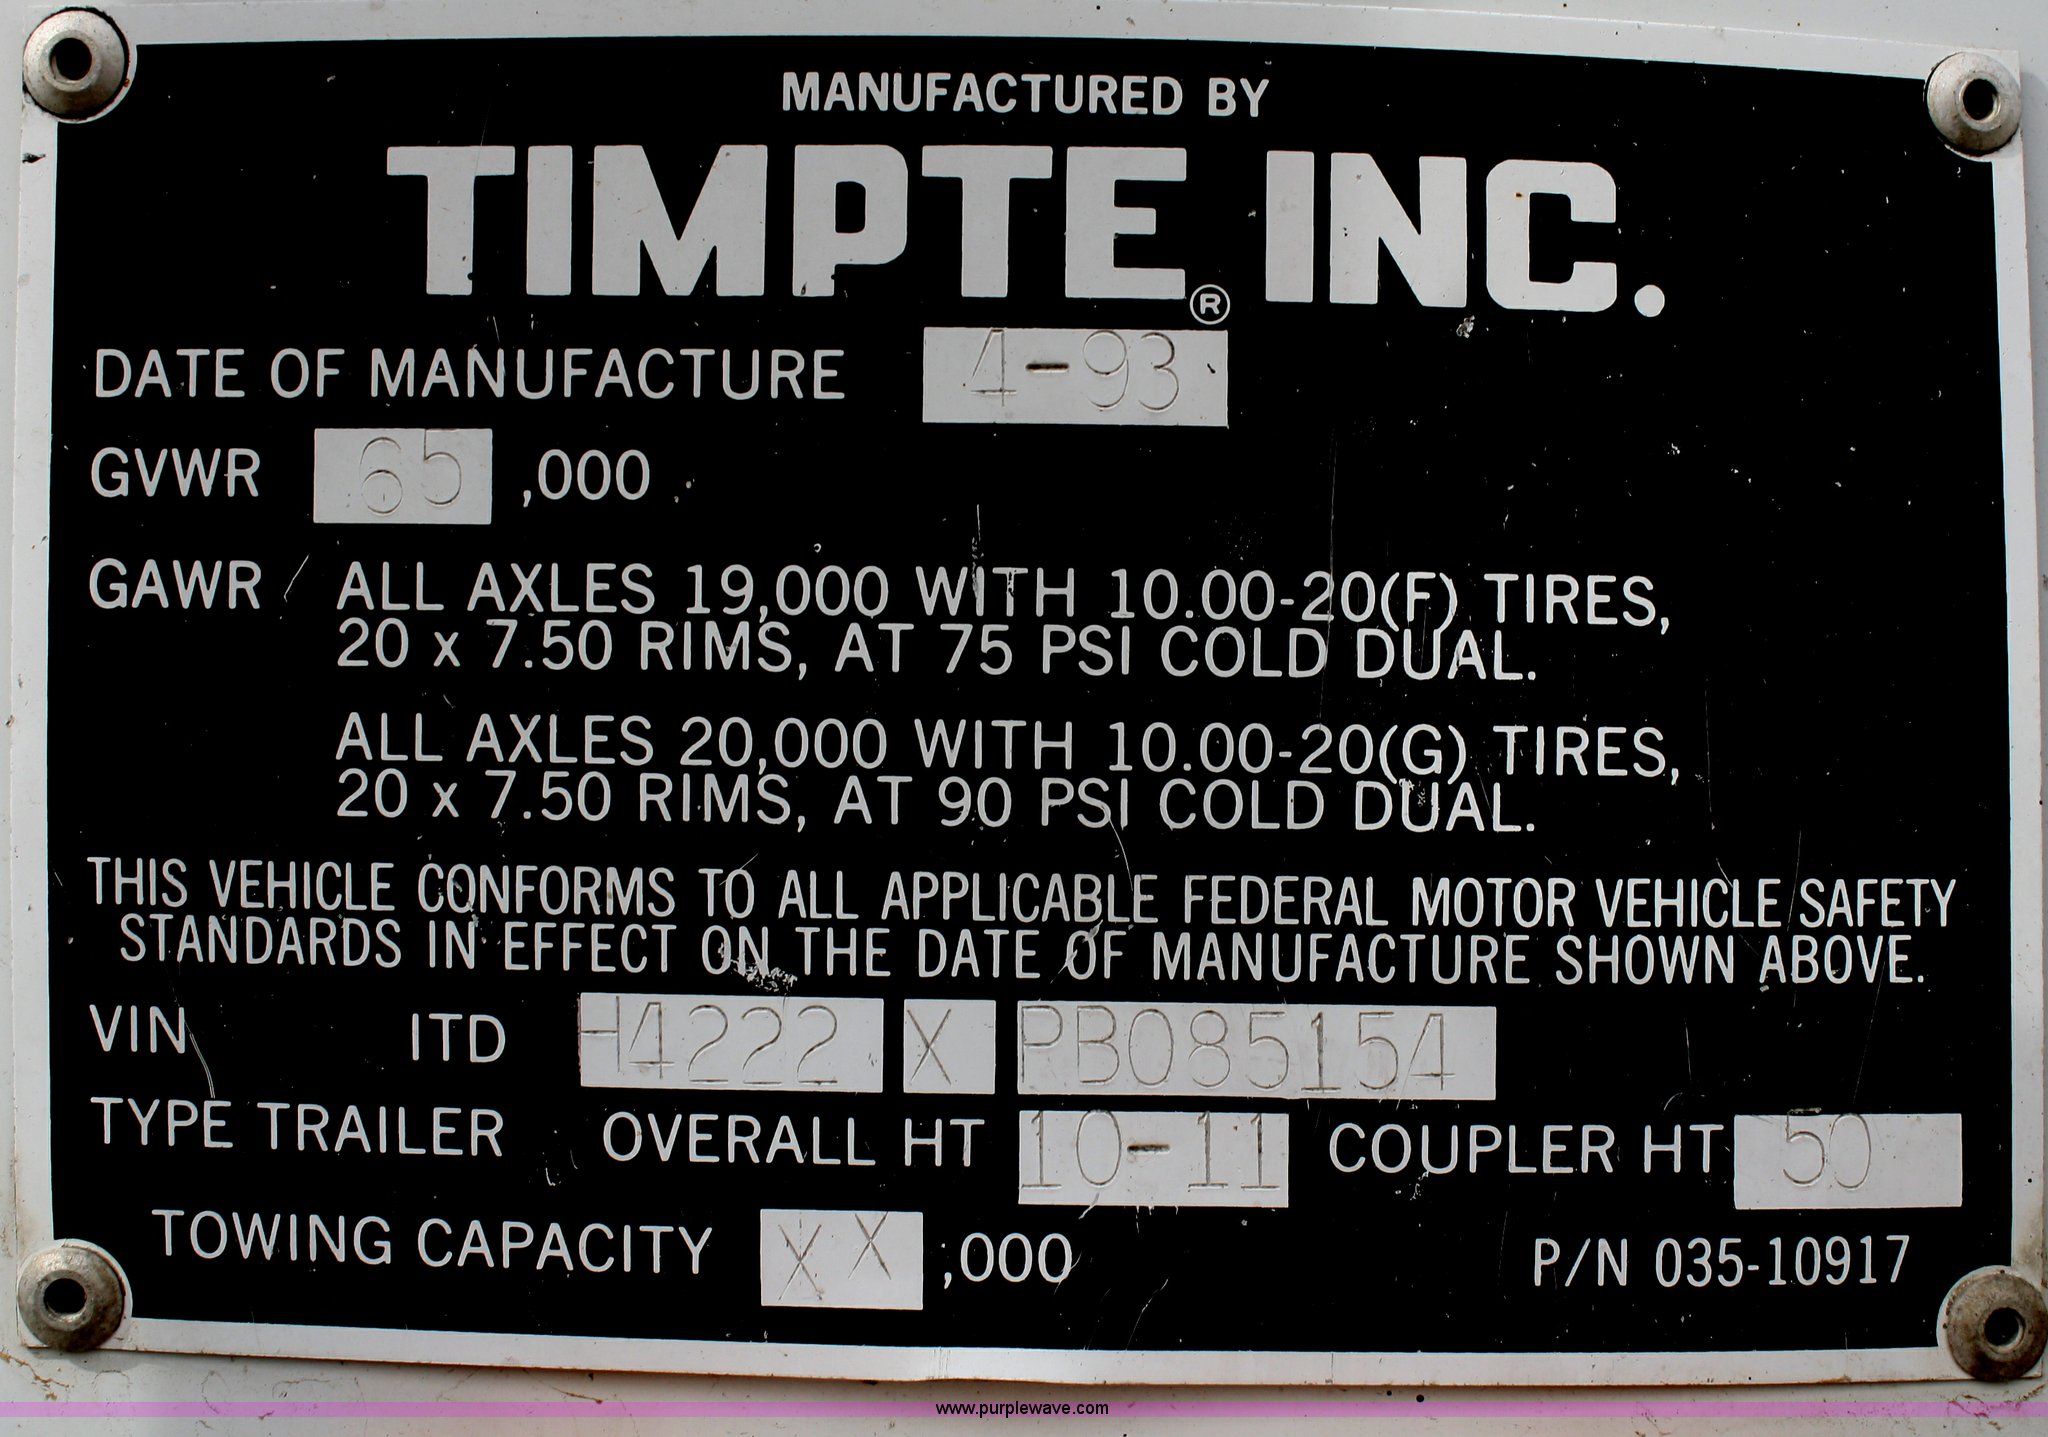 MANUFACTURED BY
TIMPTE® INC.
DATE OF MANUFACTURE 4-93
GVWR 65 ,000
GAWR ALL AXLES 19,000 WITH 10.00-20(F) TIRES,
20 x 7.50 RIMS, AT 75 PSI COLD DUAL.
ALL AXLES 20,000 WITH 10.00-20(G) TIRES,
20 x 7.50 RIMS, AT 90 PSI COLD DUAL.
THIS VEHICLE CONFORMS TO ALL APPLICABLE FEDERAL MOTOR VEHICLE SAFETY
STANDARDS IN EFFECT ON THE DATE OF MANUFACTURE SHOWN ABOVE.
VIN ITD H4222 X PB085154
TYPE TRAILER OVERALL HT 10-11 COUPLER HT 50
TOWING CAPACITY XX ,000 P/N 035-10917
www.purplewave.com